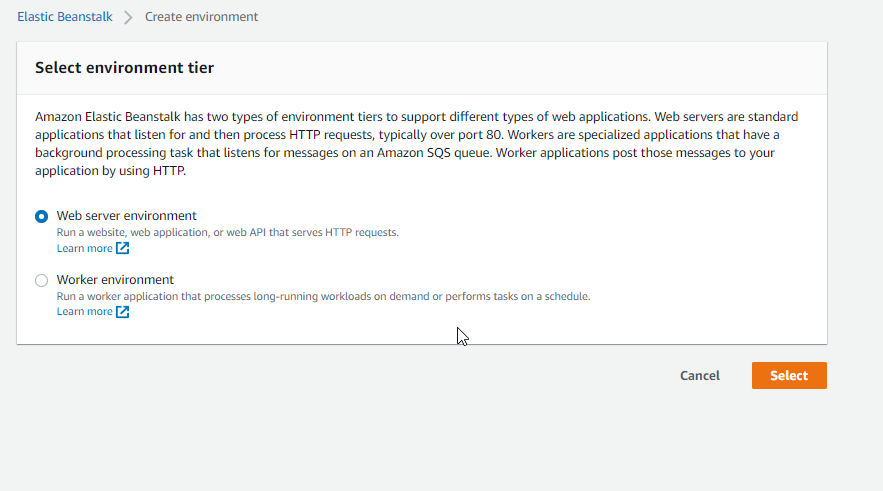 Elastic Beanstalk > Create environment
Select environment tier
Amazon Elastic Beanstalk has two types of environment tiers to support different types of web applications. Web servers are standard
applications that listen for and then process HTTP requests, typically over port 80. Workers are specialized applications that have a
background processing task that listens for messages on an Amazon SQS queue. Worker applications post those messages to your
application by using HTTP.
Web server environment
Run a website, web application, or web API that serves HTTP requests.
Learn more
Worker environment
Run a worker application that processes long-running workloads on demand or performs tasks on a schedule.
Learn more
Cancel Select